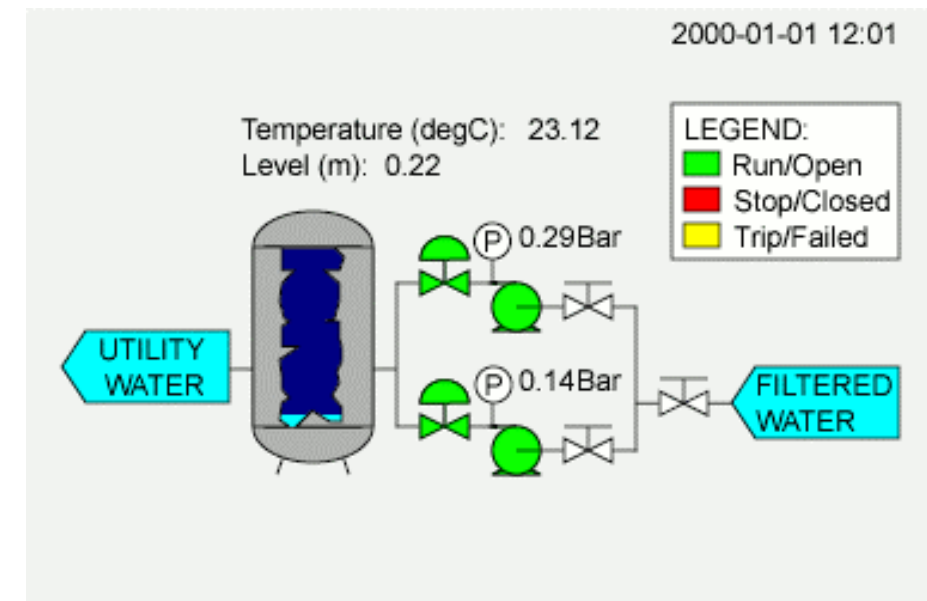 2000-01-01 12:01
Temperature (degC): 23.12
Level (m): 0.22
LEGEND:
Run/Open
Stop/Closed
Trip/Failed
P 0.29Bar
UTILITY
WATER
P 0.14Bar
FILTERED
WATER